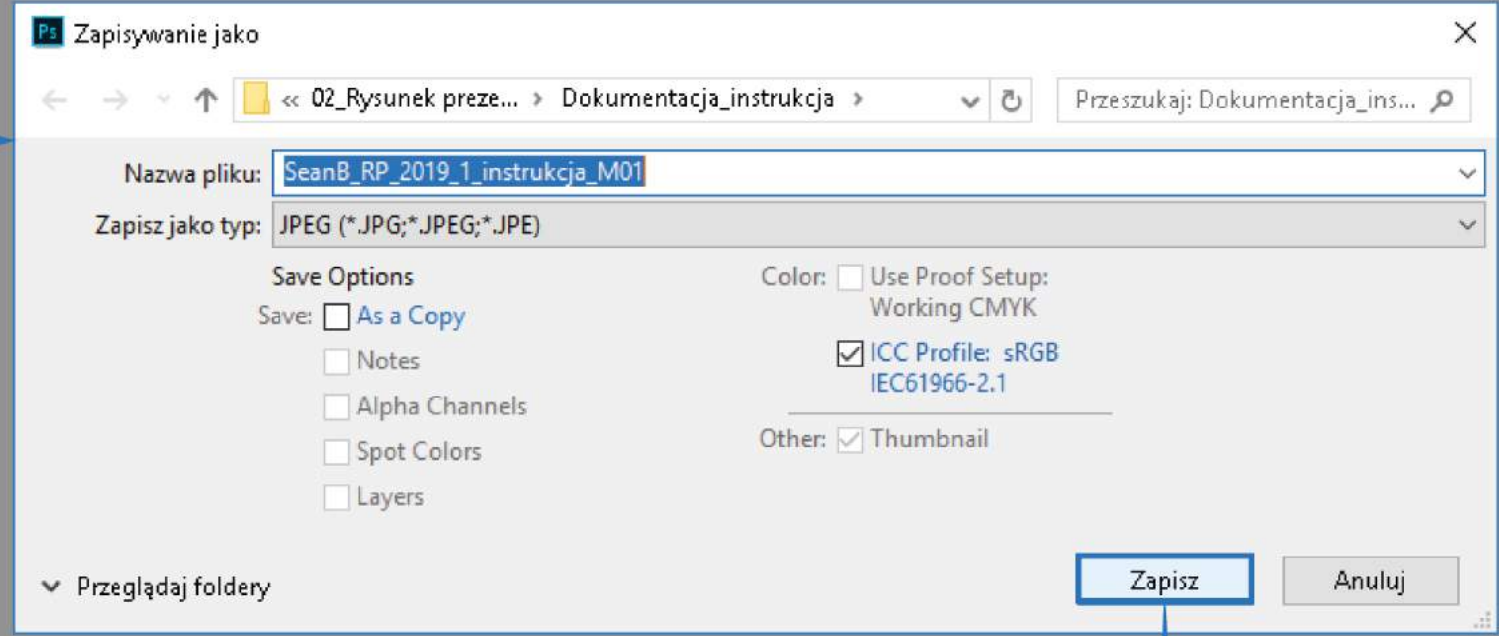 Ps Zapisywanie jako
« 02_Rysunek preze... › Dokumentacja_instrukcja › Przeszukaj: Dokumentacja_ins...
Nazwa pliku: SeanB_RP_2019_1_instrukcja_M01
Zapisz jako typ: JPEG (*.JPG;*.JPEG;*.JPE)
Save Options
Save: As a Copy
Notes
Alpha Channels
Spot Colors
Layers
Color: Use Proof Setup:
Working CMYK
ICC Profile: sRGB
IEC61966-2.1
Other: Thumbnail
Przeglądaj foldery
Zapisz Anuluj